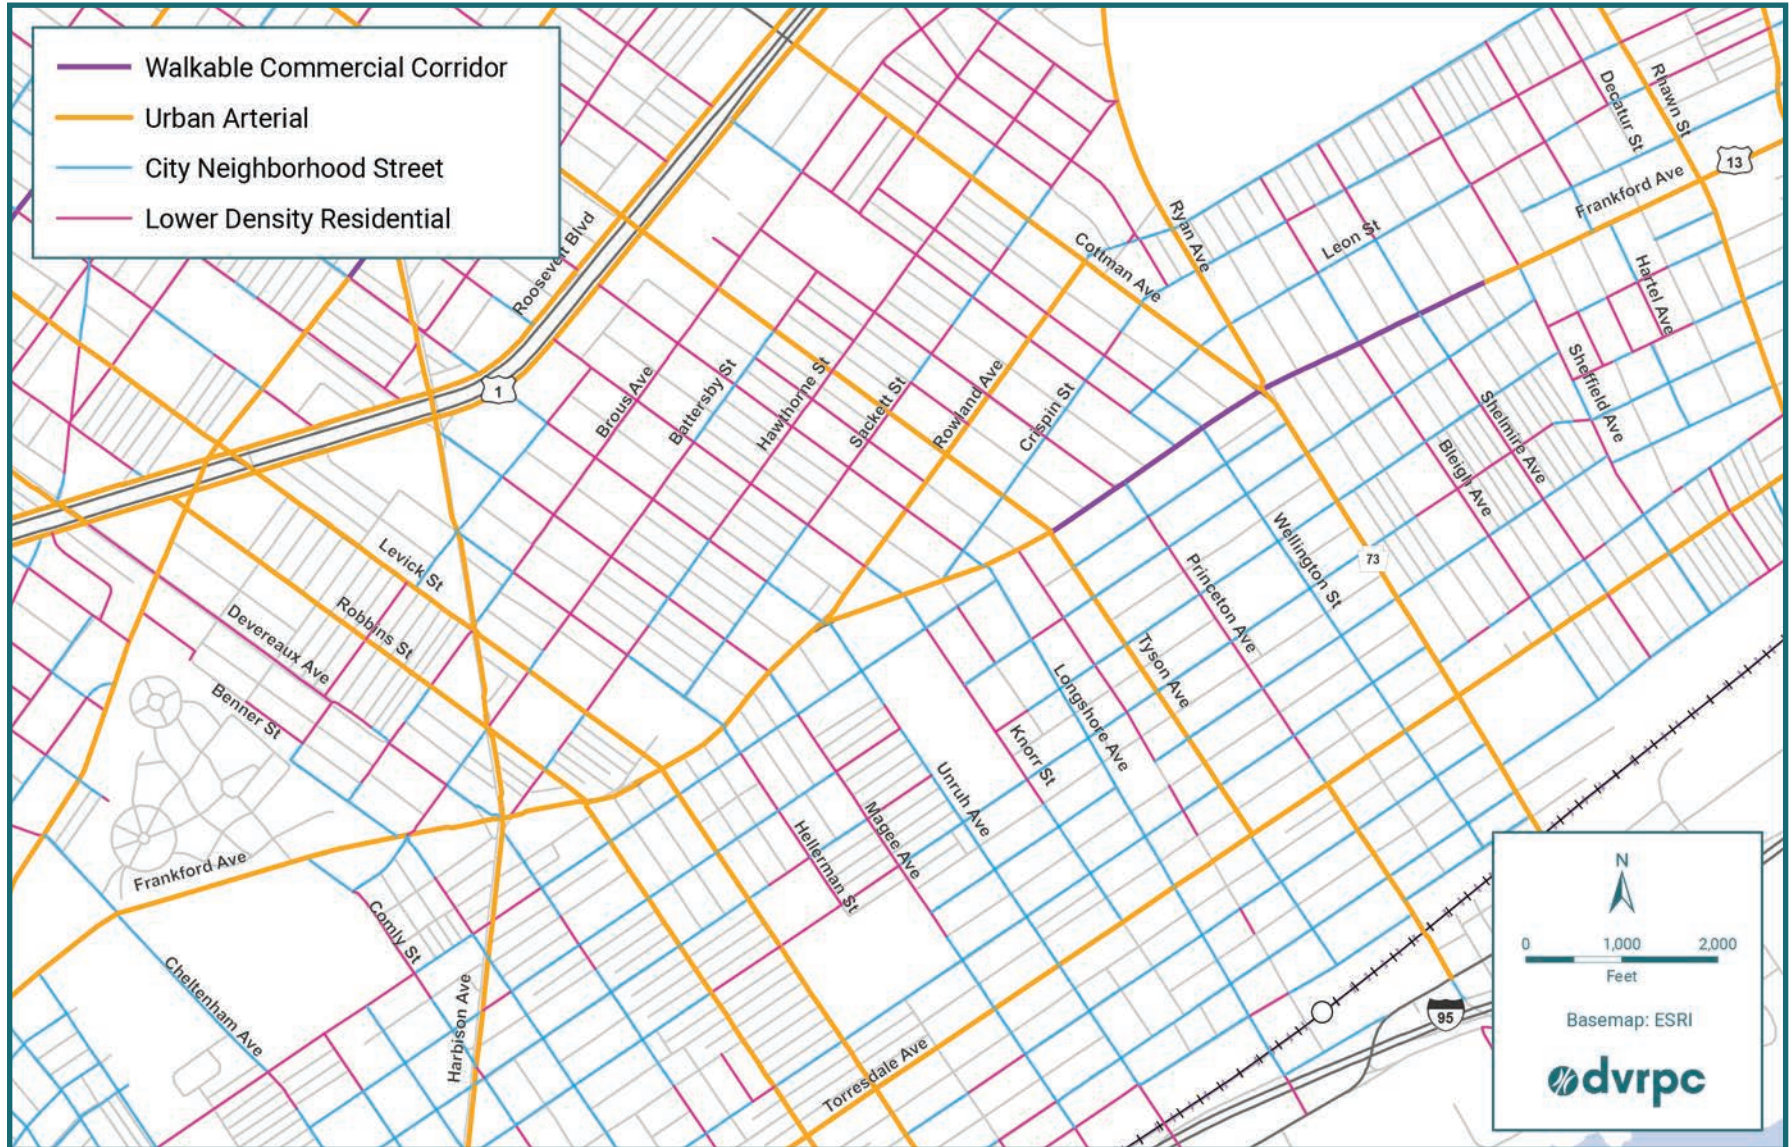 Walkable Commercial Corridor
Urban Arterial
City Neighborhood Street
Lower Density Residential
Rhawn St
Decatur St
13
Frankford Ave
Roosevelt Blvd
Ryan Ave
Leon St
Cottman Ave
Hartel Ave
1
Brous Ave
Battersby St
Hawthorne St
Sackett St
Rowland Ave
Crispin St
Sheffield Ave
Shelmire Ave
Bleigh Ave
Wellington St
73
Princeton Ave
Levick St
Robbins St
Devereaux Ave
Benner St
Tyson Ave
Longshore Ave
Knorr St
Unruh Ave
Magee Ave
Hellerman St
Frankford Ave
Comly St
Cheltenham Ave
Harbison Ave
Torresdale Ave
95
N
0 1,000 2,000
Feet
Basemap: ESRI
dvrpc